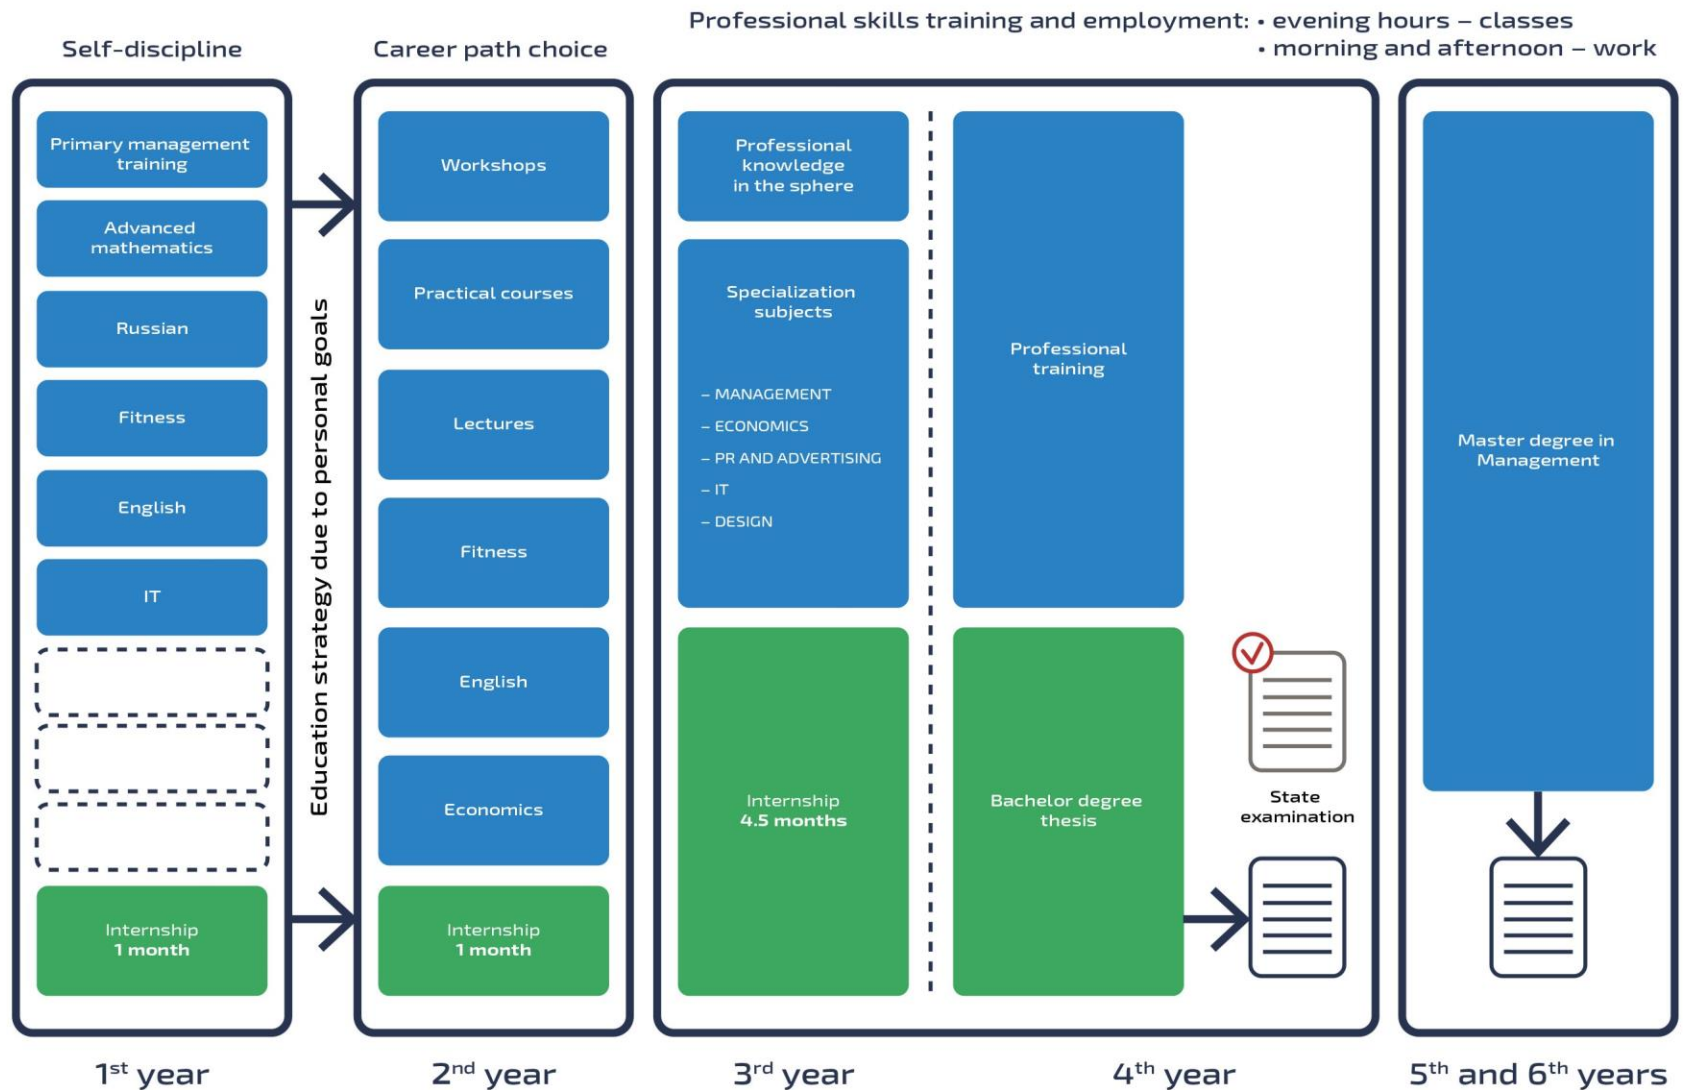 Professional skills training and employment: • evening hours – classes
• morning and afternoon – work
Self-discipline
Primary management
training
Advanced
mathematics
Russian
Fitness
English
IT
Internship
1 month
1st year
Education strategy due to personal goals
Career path choice
Workshops
Practical courses
Lectures
Fitness
English
Economics
Internship
1 month
2nd year
Professional
knowledge
in the sphere
Specialization
subjects
– MANAGEMENT
– ECONOMICS
– PR AND ADVERTISING
– IT
– DESIGN
Internship
4.5 months
3rd year
Professional
training
Bachelor degree
thesis
State
examination
4th year
Master degree in
Management
5th and 6th years